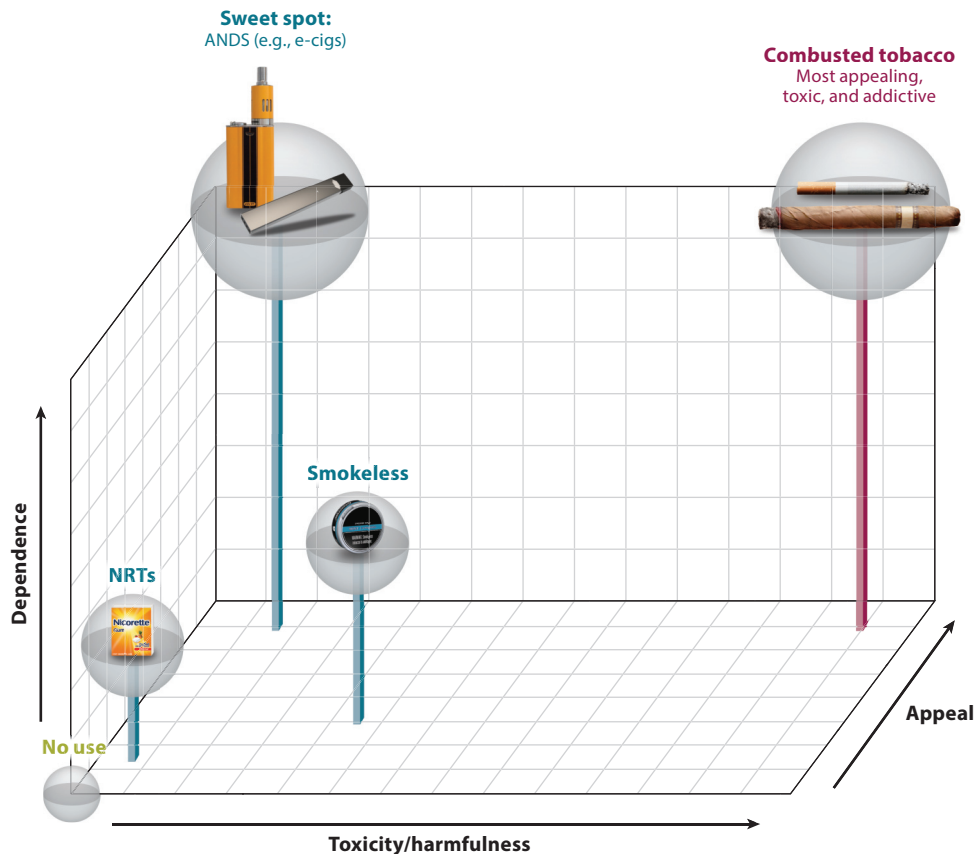 Sweet spot:
ANDS (e.g., e-cigs)
Combusted tobacco
Most appealing,
toxic, and addictive
Smokeless
NRTs
Nicorette
Gum
No use
Dependence
Appeal
Toxicity/harmfulness